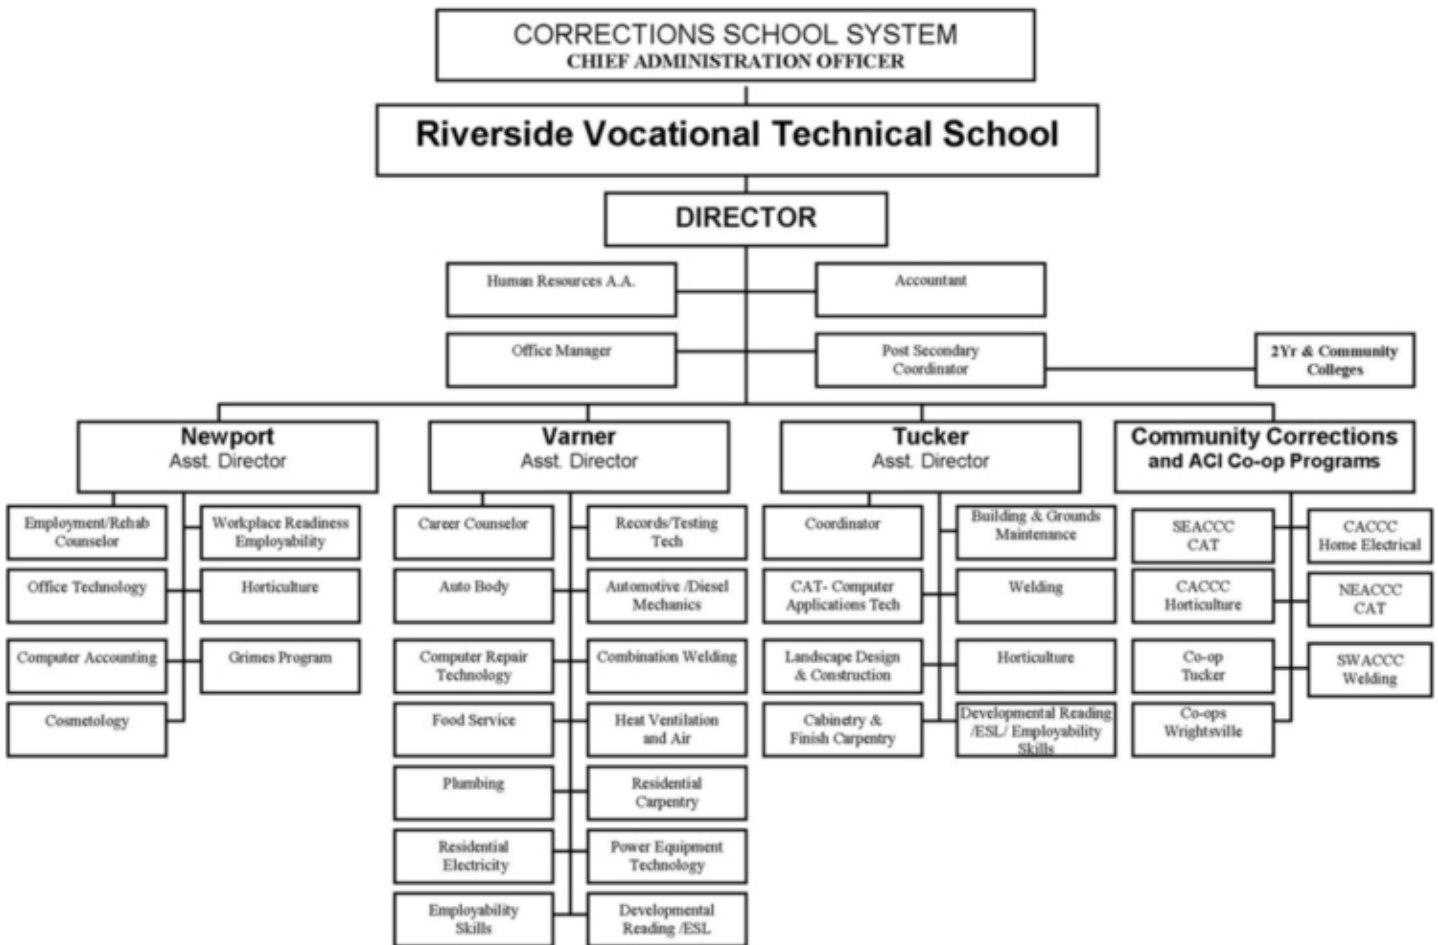 CORRECTIONS SCHOOL SYSTEM
CHIEF ADMINISTRATION OFFICER
Riverside Vocational Technical School
DIRECTOR
Human Resources A.A.
Accountant
Office Manager
Post Secondary
Coordinator
2Yr & Community
Colleges
Newport
Asst. Director
Employment/Rehab
Counselor
Workplace Readiness
Employability
Office Technology
Horticulture
Computer Accounting
Grimes Program
Cosmetology
Varner
Asst. Director
Career Counselor
Records/Testing
Tech
Auto Body
Automotive /Diesel
Mechanics
Computer Repair
Technology
Combination Welding
Food Service
Heat Ventilation
and Air
Plumbing
Residential
Carpentry
Residential
Electricity
Power Equipment
Technology
Employability
Skills
Developmental
Reading /ESL
Tucker
Asst. Director
Coordinator
Building & Grounds
Maintenance
CAT- Computer
Applications Tech
Welding
Landscape Design
& Construction
Horticulture
Cabinetry &
Finish Carpentry
Developmental Reading
/ESL/ Employability
Skills
Community Corrections
and ACI Co-op Programs
SEACCC
CAT
CACCC
Home Electrical
CACCC
Horticulture
NEACCC
CAT
Co-op
Tucker
SWACCC
Welding
Co-ops
Wrightsville